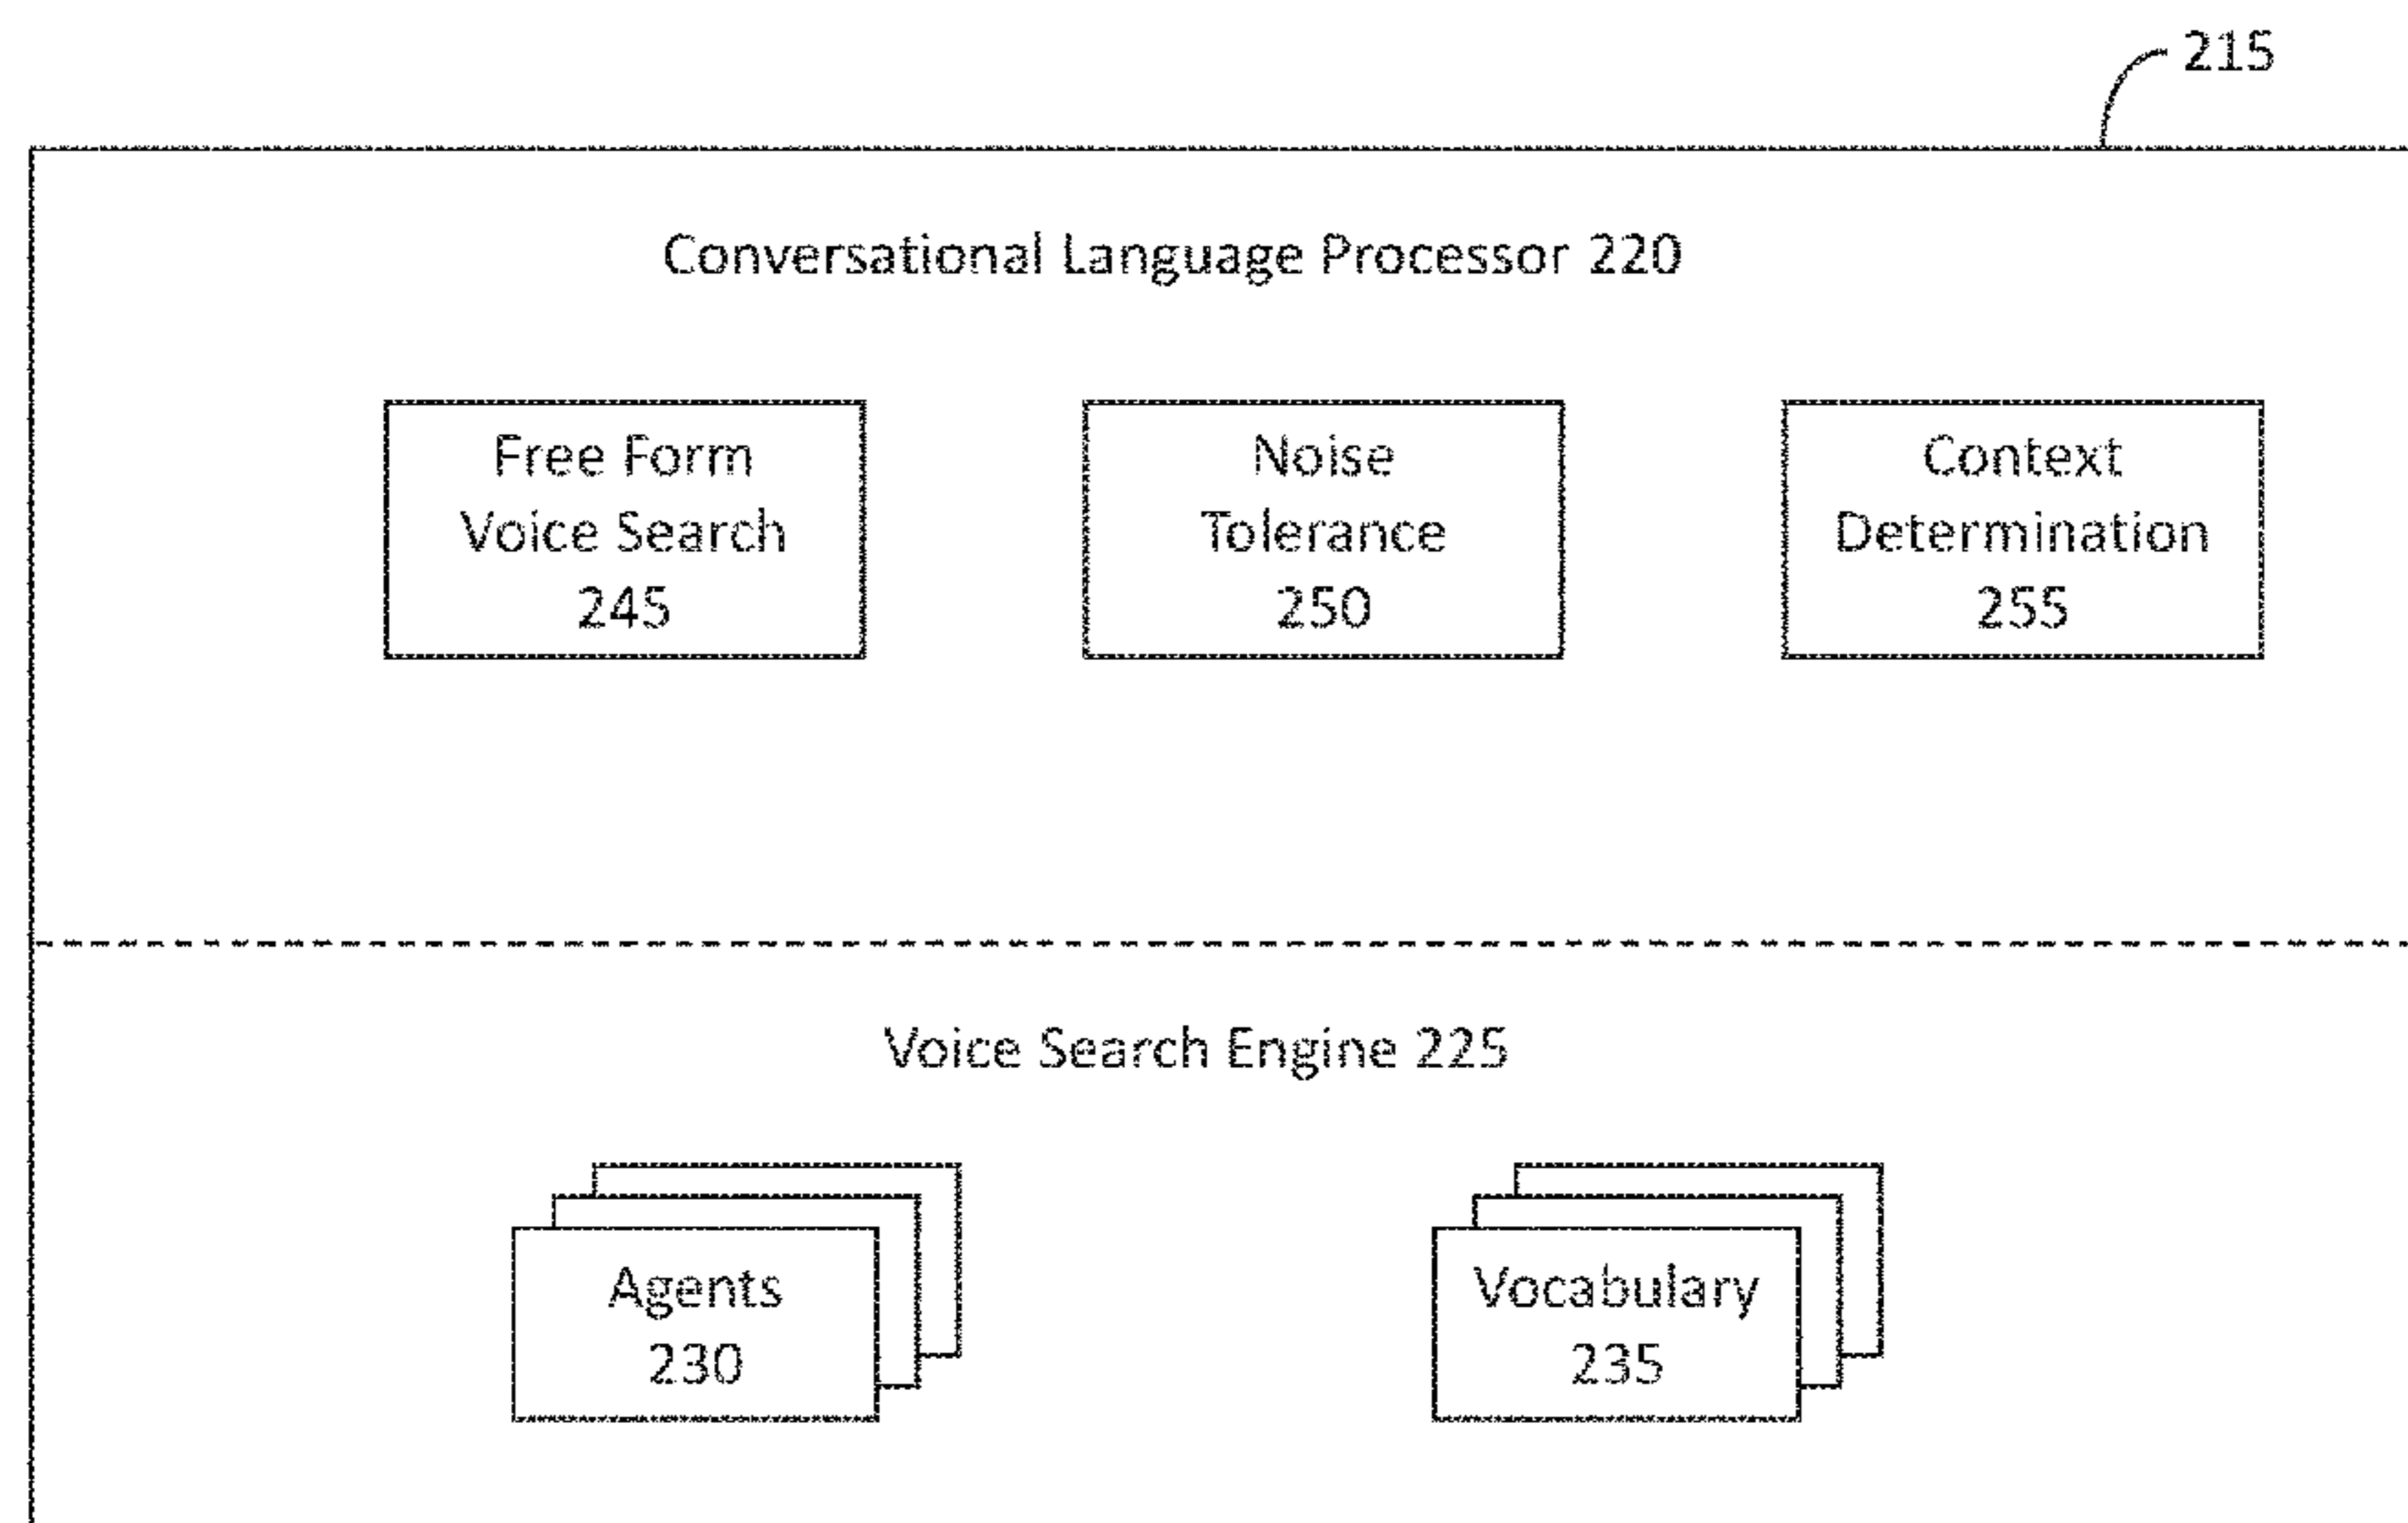 215
Conversational Language Processor 220
Free Form
Voice Search
245
Noise
Tolerance
250
Context
Determination
255
Voice Search Engine 225
Agents
230
Vocabulary
235